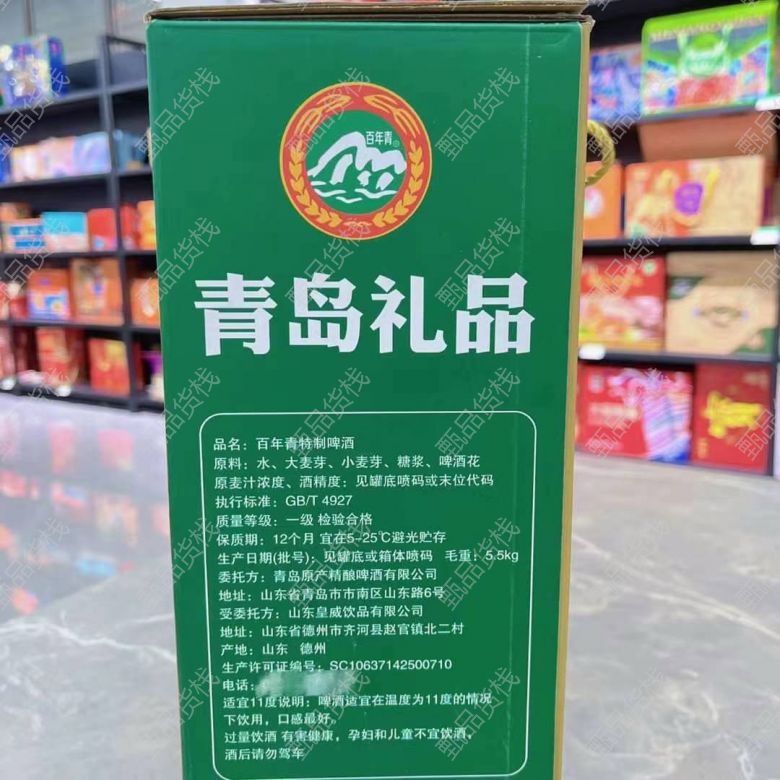 百年青
青岛礼品
品名：百年青特制啤酒
原料：水、大麦芽、小麦芽、糖浆、啤酒花
原麦汁浓度、酒精度：见罐底喷码或末位代码
执行标准：GB/T 4927
质量等级：一级 检验合格
保质期：12个月 宜在5-25℃避光贮存
生产日期(批号)：见罐底或箱体喷码 毛重：5.5kg
委托方：青岛原产精酿啤酒有限公司
地址：山东省青岛市市南区山东路6号
受委托方：山东皇威饮品有限公司
地址：山东省德州市齐河县赵官镇北二村
产地：山东 德州
生产许可证编号：SC10637142500710
电话：
适宜11度说明；啤酒适宜在温度为11度的情况
下饮用，口感最好。
过量饮酒 有害健康，孕妇和儿童不宜饮酒，
酒后请勿驾车
甄品货栈